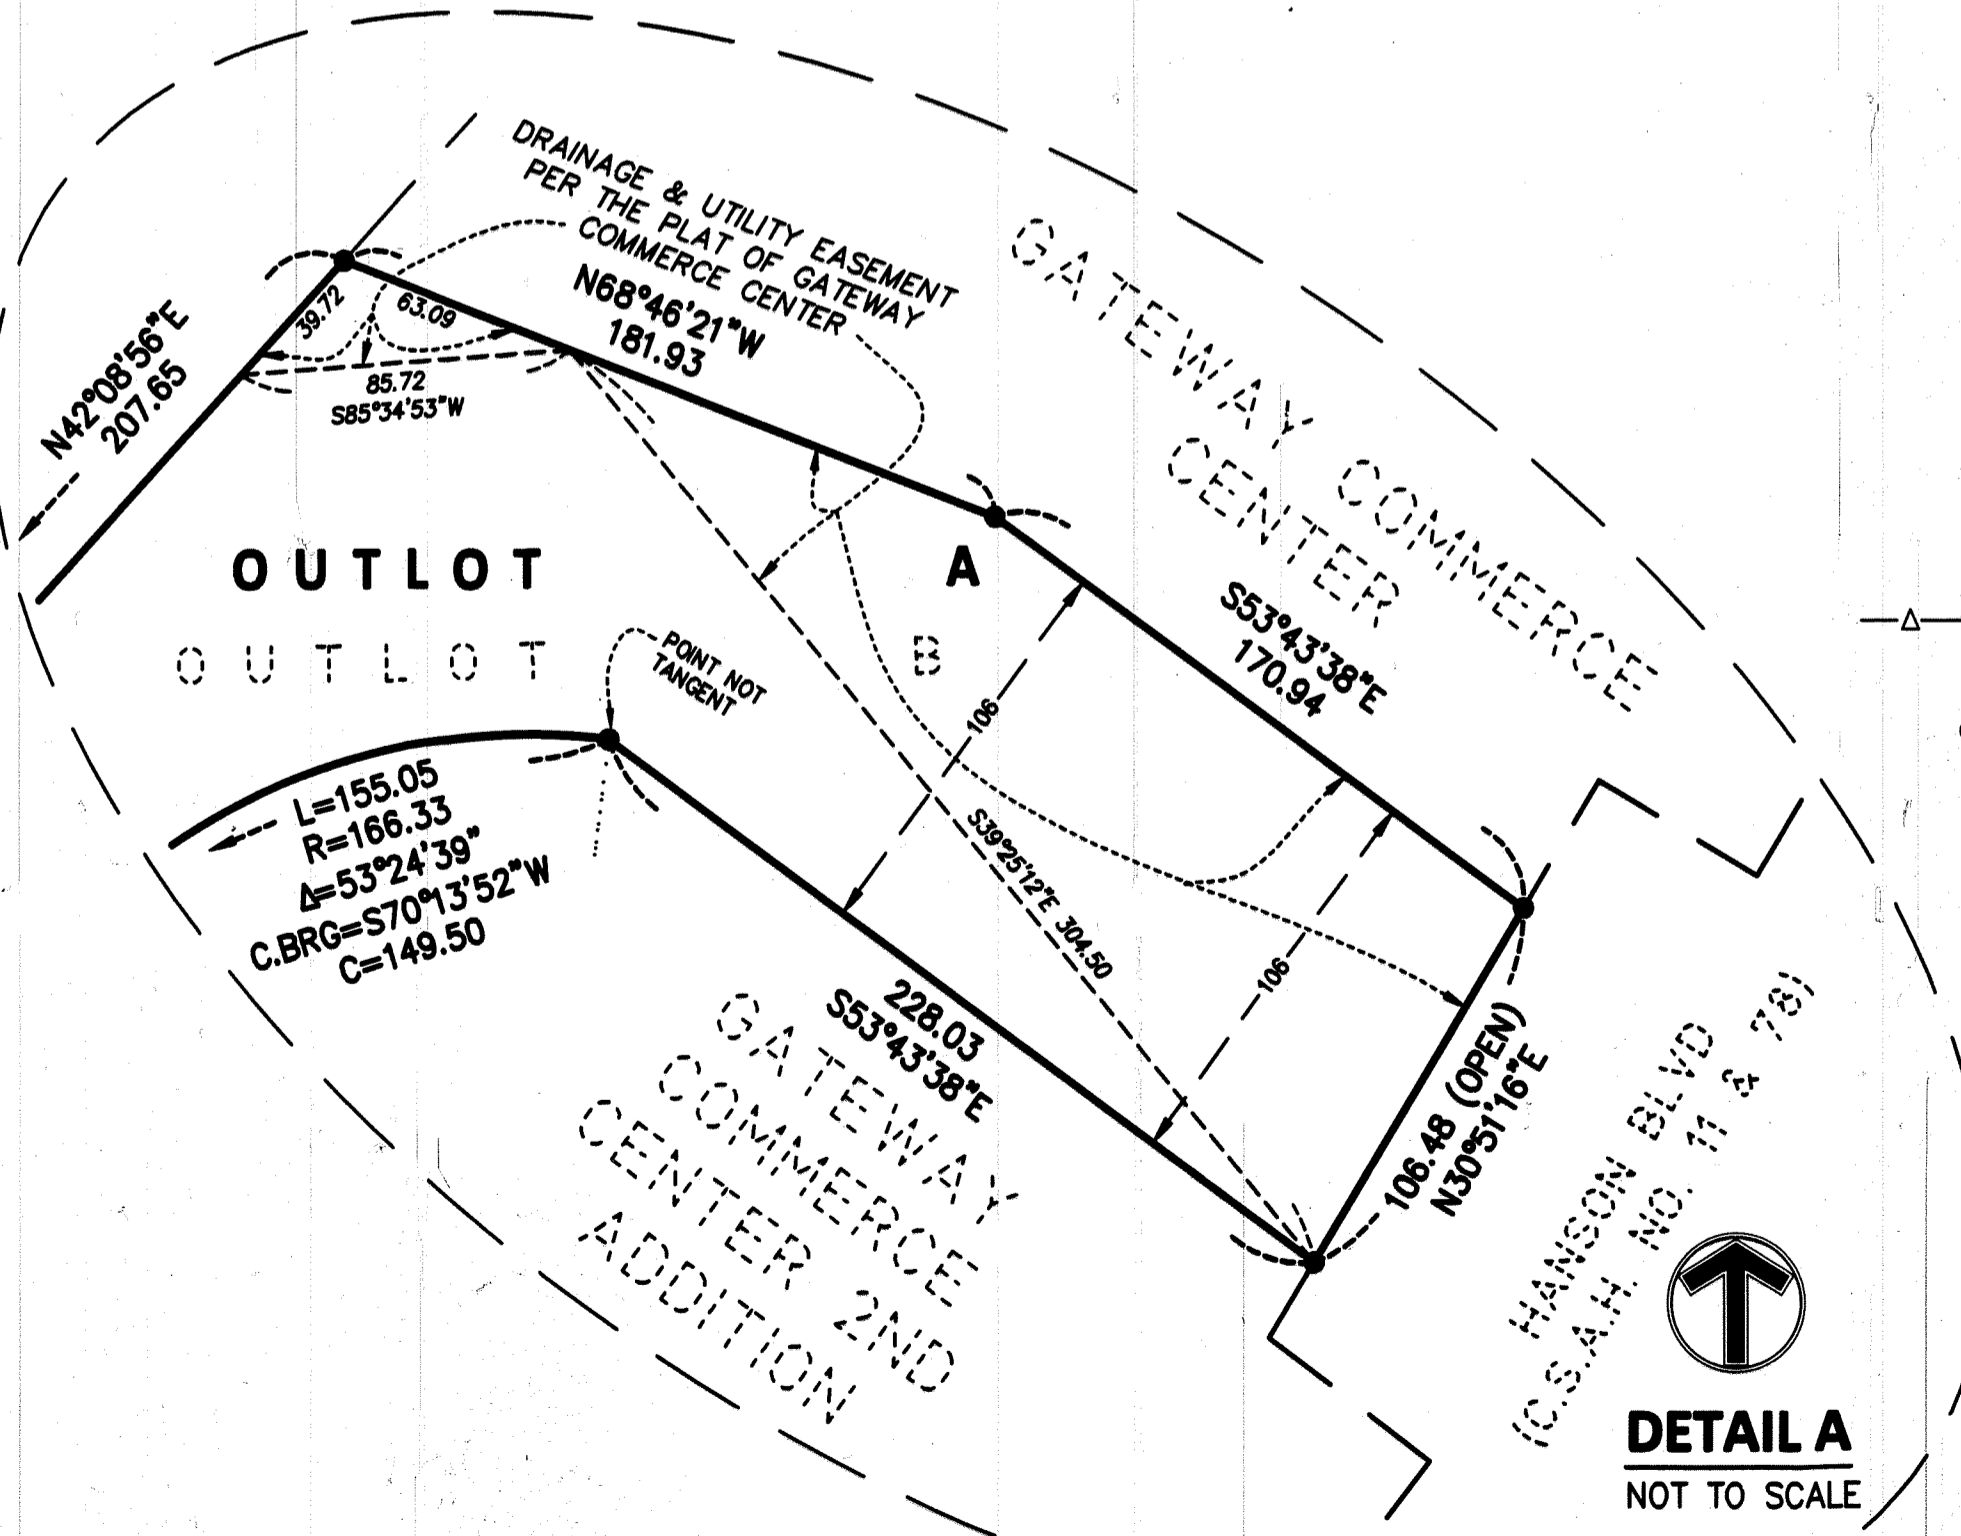 DRAINAGE & UTILITY EASEMENT
PER THE PLAT OF GATEWAY
COMMERCE CENTER
N68°46'21"W
181.93
39.72
63.09
85.72
S85°34'53"W
N42°08'56"E
207.65
GATEWAY COMMERCE
CENTER
OUTLOT
A
OUTLOT
B
POINT NOT
TANGENT
S53°43'38"E
170.94
106
S39°25'12"E 304.50
106
L=155.05
R=166.33
Δ=53°24'39"
C.BRG=S70°13'52"W
C=149.50
228.03
S53°43'38"E
106.48 (OPEN)
N30°51'16"E
GATEWAY
COMMERCE
CENTER 2ND
ADDITION
HANSON BLVD
(C.S.A.H. NO. 11 & 78)
Δ
DETAIL A
NOT TO SCALE